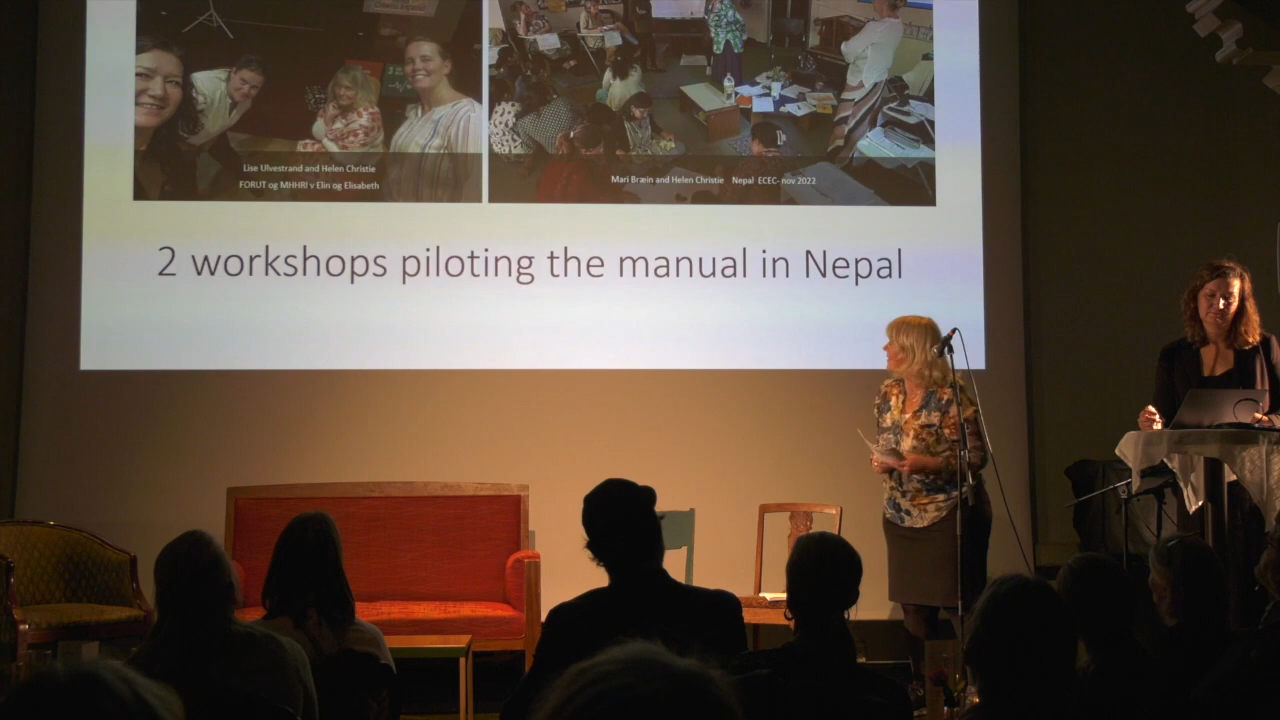 Lise Ulvestrand and Helen Christie
FORUT og MHHRI v Elin og Elisabeth
Mari Bræin and Helen Christie Nepal ECEC- nov 2022
2 workshops piloting the manual in Nepal